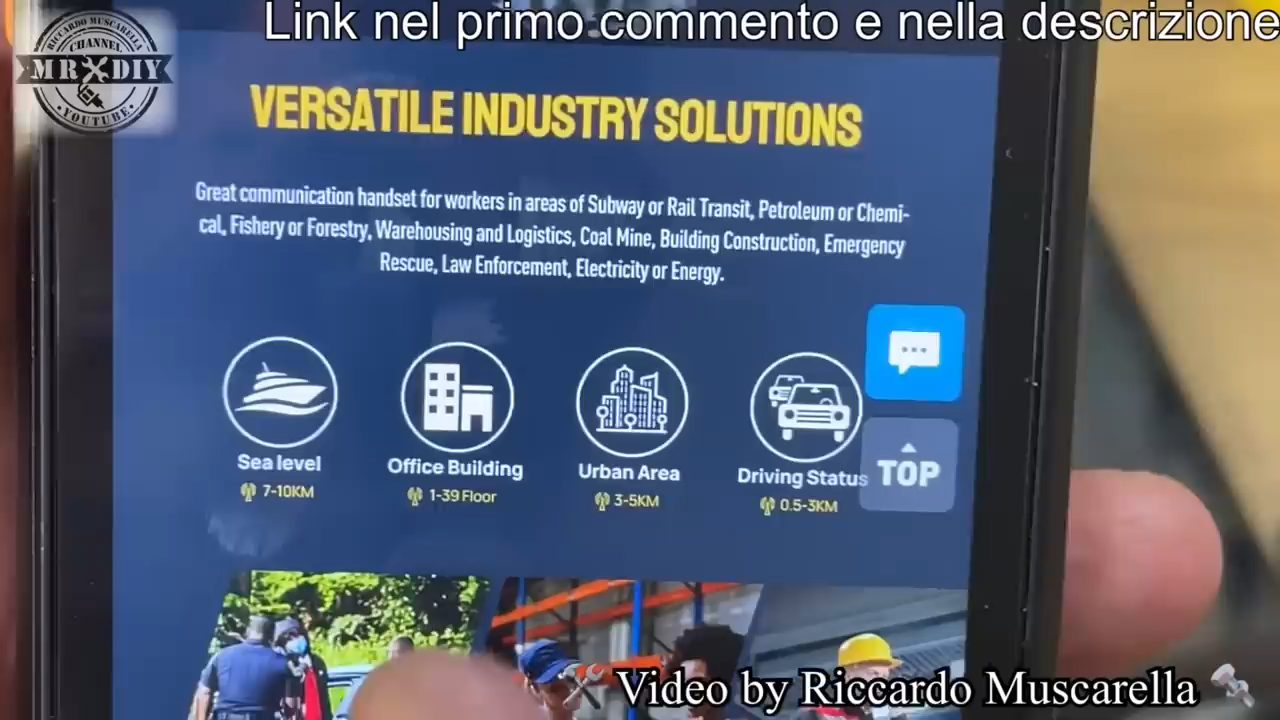 Link nel primo commento e nella descrizione
RICCARDO MUSCARELLA
CHANNEL
MR DIY
YOUTUBE
VERSATILE INDUSTRY SOLUTIONS
Great communication handset for workers in areas of Subway or Rail Transit, Petroleum or Chemi-
cal, Fishery or Forestry, Warehousing and Logistics, Coal Mine, Building Construction, Emergency
Rescue, Law Enforcement, Electricity or Energy.
Sea level
7-10KM
Office Building
1-39 Floor
Urban Area
3-5KM
Driving Status
0.5-3KM
TOP
Video by Riccardo Muscarella